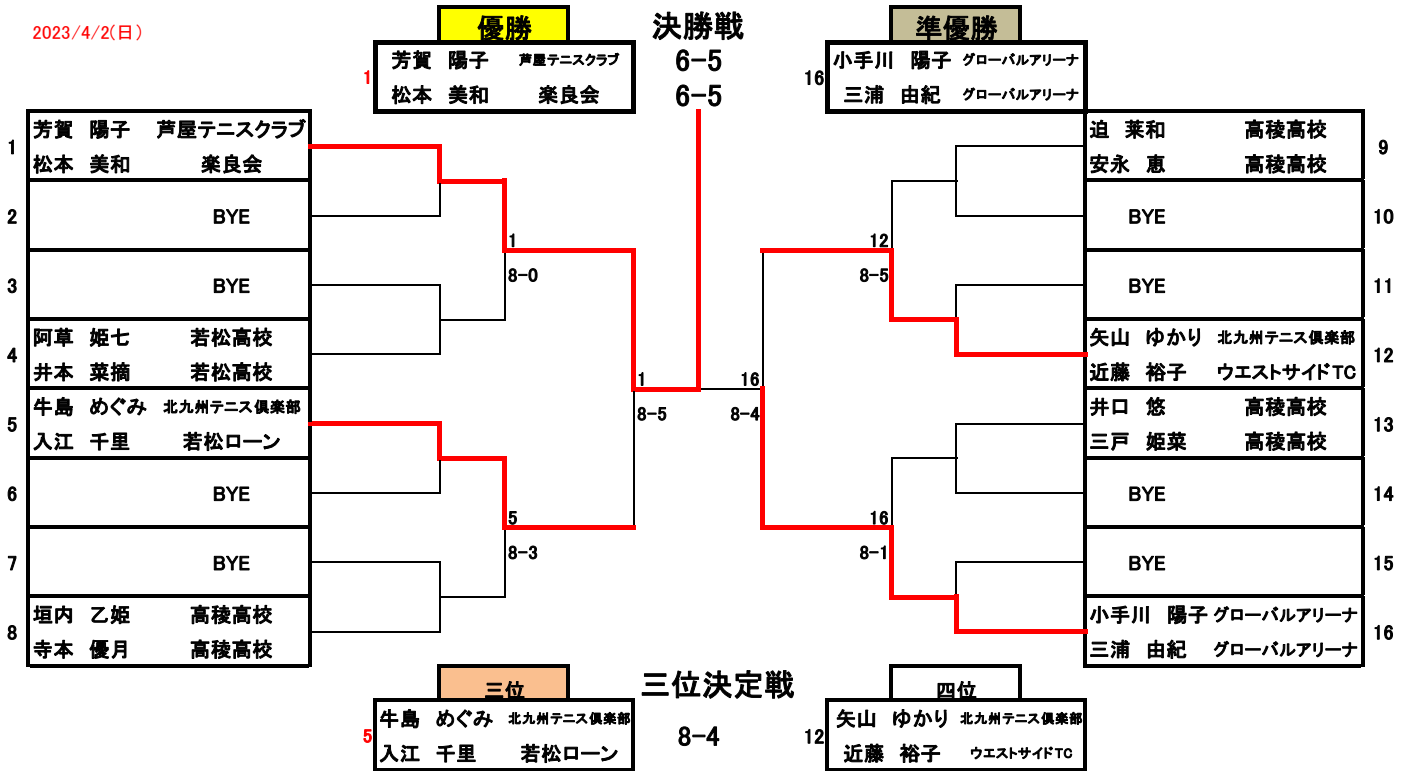 2023/4/2(日)
優勝
決勝戦
準優勝
1
芳賀 陽子 芦屋テニスクラブ
松本 美和 楽良会
6-5
6-5
16
小手川 陽子 グローバルアリーナ
三浦 由紀 グローバルアリーナ
1
芳賀 陽子 芦屋テニスクラブ
松本 美和 楽良会
2
BYE
3
BYE
4
阿草 姫七 若松高校
井本 菜摘 若松高校
5
牛島 めぐみ 北九州テニス倶楽部
入江 千里 若松ローン
6
BYE
7
BYE
8
垣内 乙姫 高稜高校
寺本 優月 高稜高校
1
8-0
5
8-3
1
8-5
16
8-4
12
8-5
16
8-1
迫 莱和 高稜高校
安永 恵 高稜高校
9
BYE
10
BYE
11
矢山 ゆかり 北九州テニス倶楽部
近藤 裕子 ウエストサイドTC
12
井口 悠 高稜高校
三戸 姫菜 高稜高校
13
BYE
14
BYE
15
小手川 陽子 グローバルアリーナ
三浦 由紀 グローバルアリーナ
16
三位
三位決定戦
四位
5
牛島 めぐみ 北九州テニス倶楽部
入江 千里 若松ローン
8-4
12
矢山 ゆかり 北九州テニス倶楽部
近藤 裕子 ウエストサイドTC